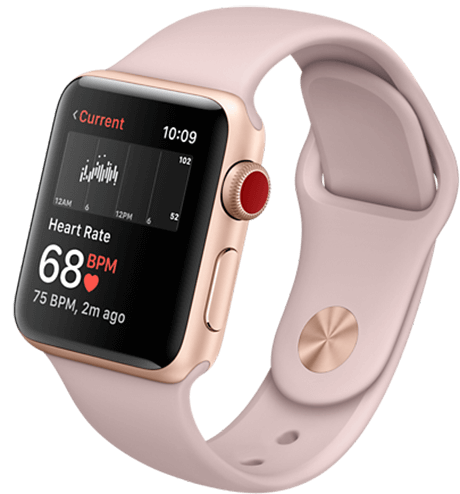 ‹Current
10:09
102
12AM 6 12PM 6 52
Heart Rate
68 BPM
75 BPM, 2m ago